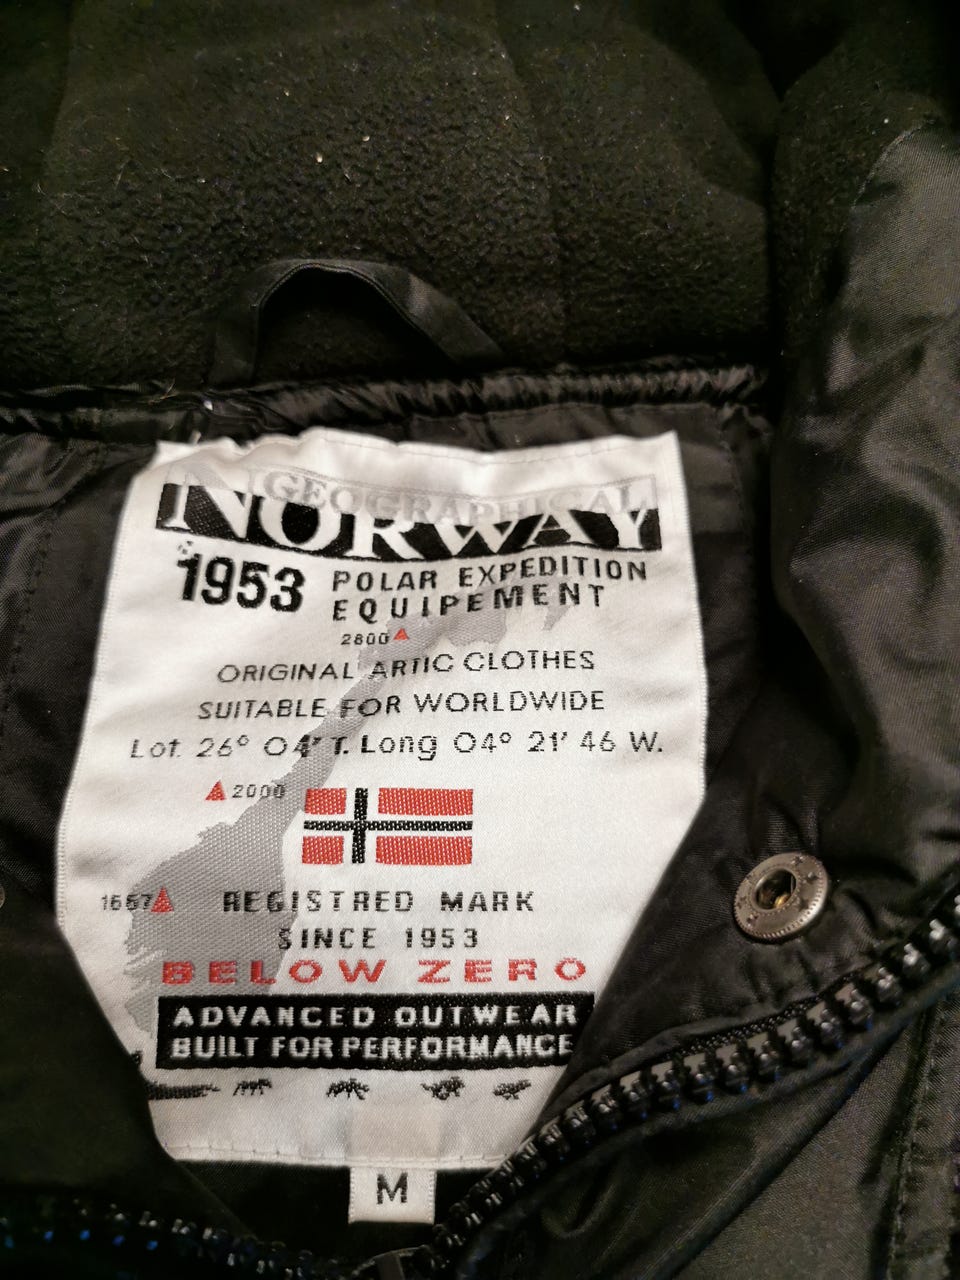 GEOGRAPHICAL
NORWAY
1953 POLAR EXPEDITION
EQUIPEMENT
2800
ORIGINAL ARTIC CLOTHES
SUITABLE FOR WORLDWIDE
Lot. 26° 04' T. Long 04° 21' 46 W.
2000
1667 REGISTRED MARK
SINCE 1953
BELOW ZERO
ADVANCED OUTWEAR
BUILT FOR PERFORMANCE
M